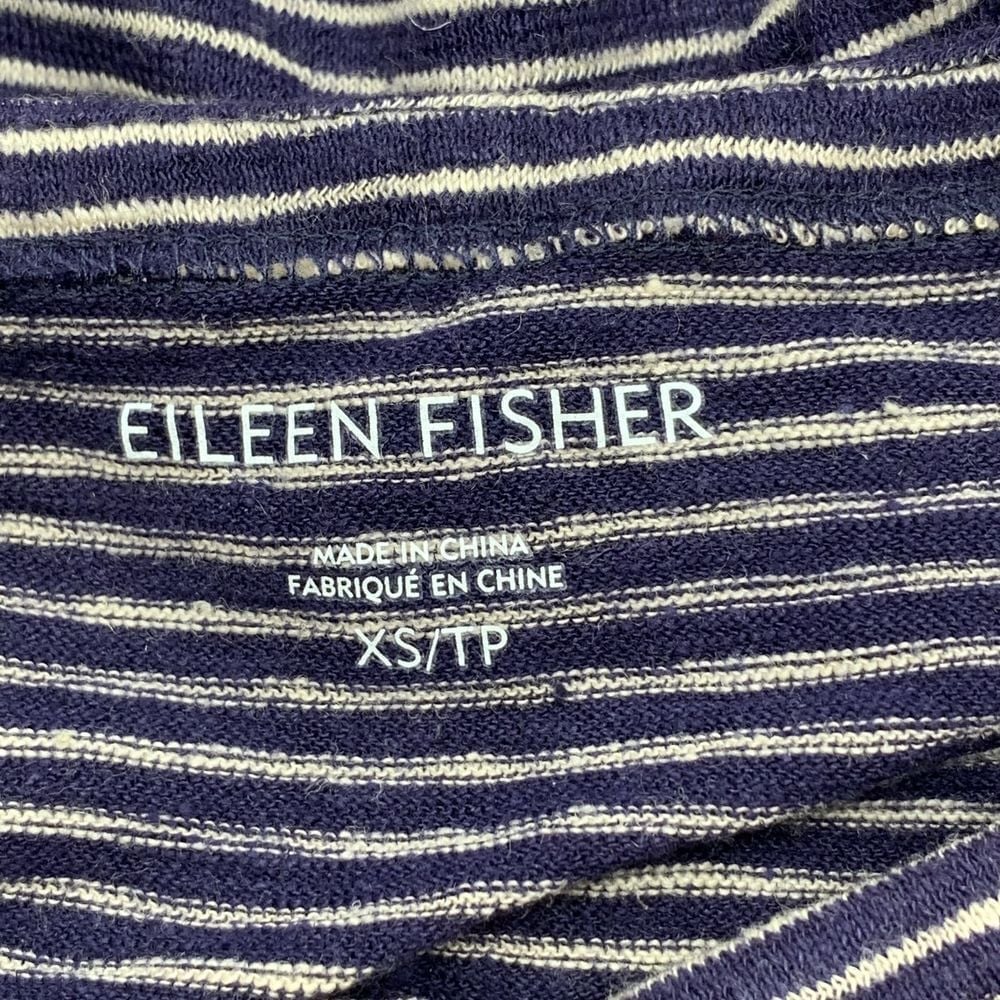 EILEEN FISHER
MADE IN CHINA
FABRIQUÉ EN CHINE
XS/TP